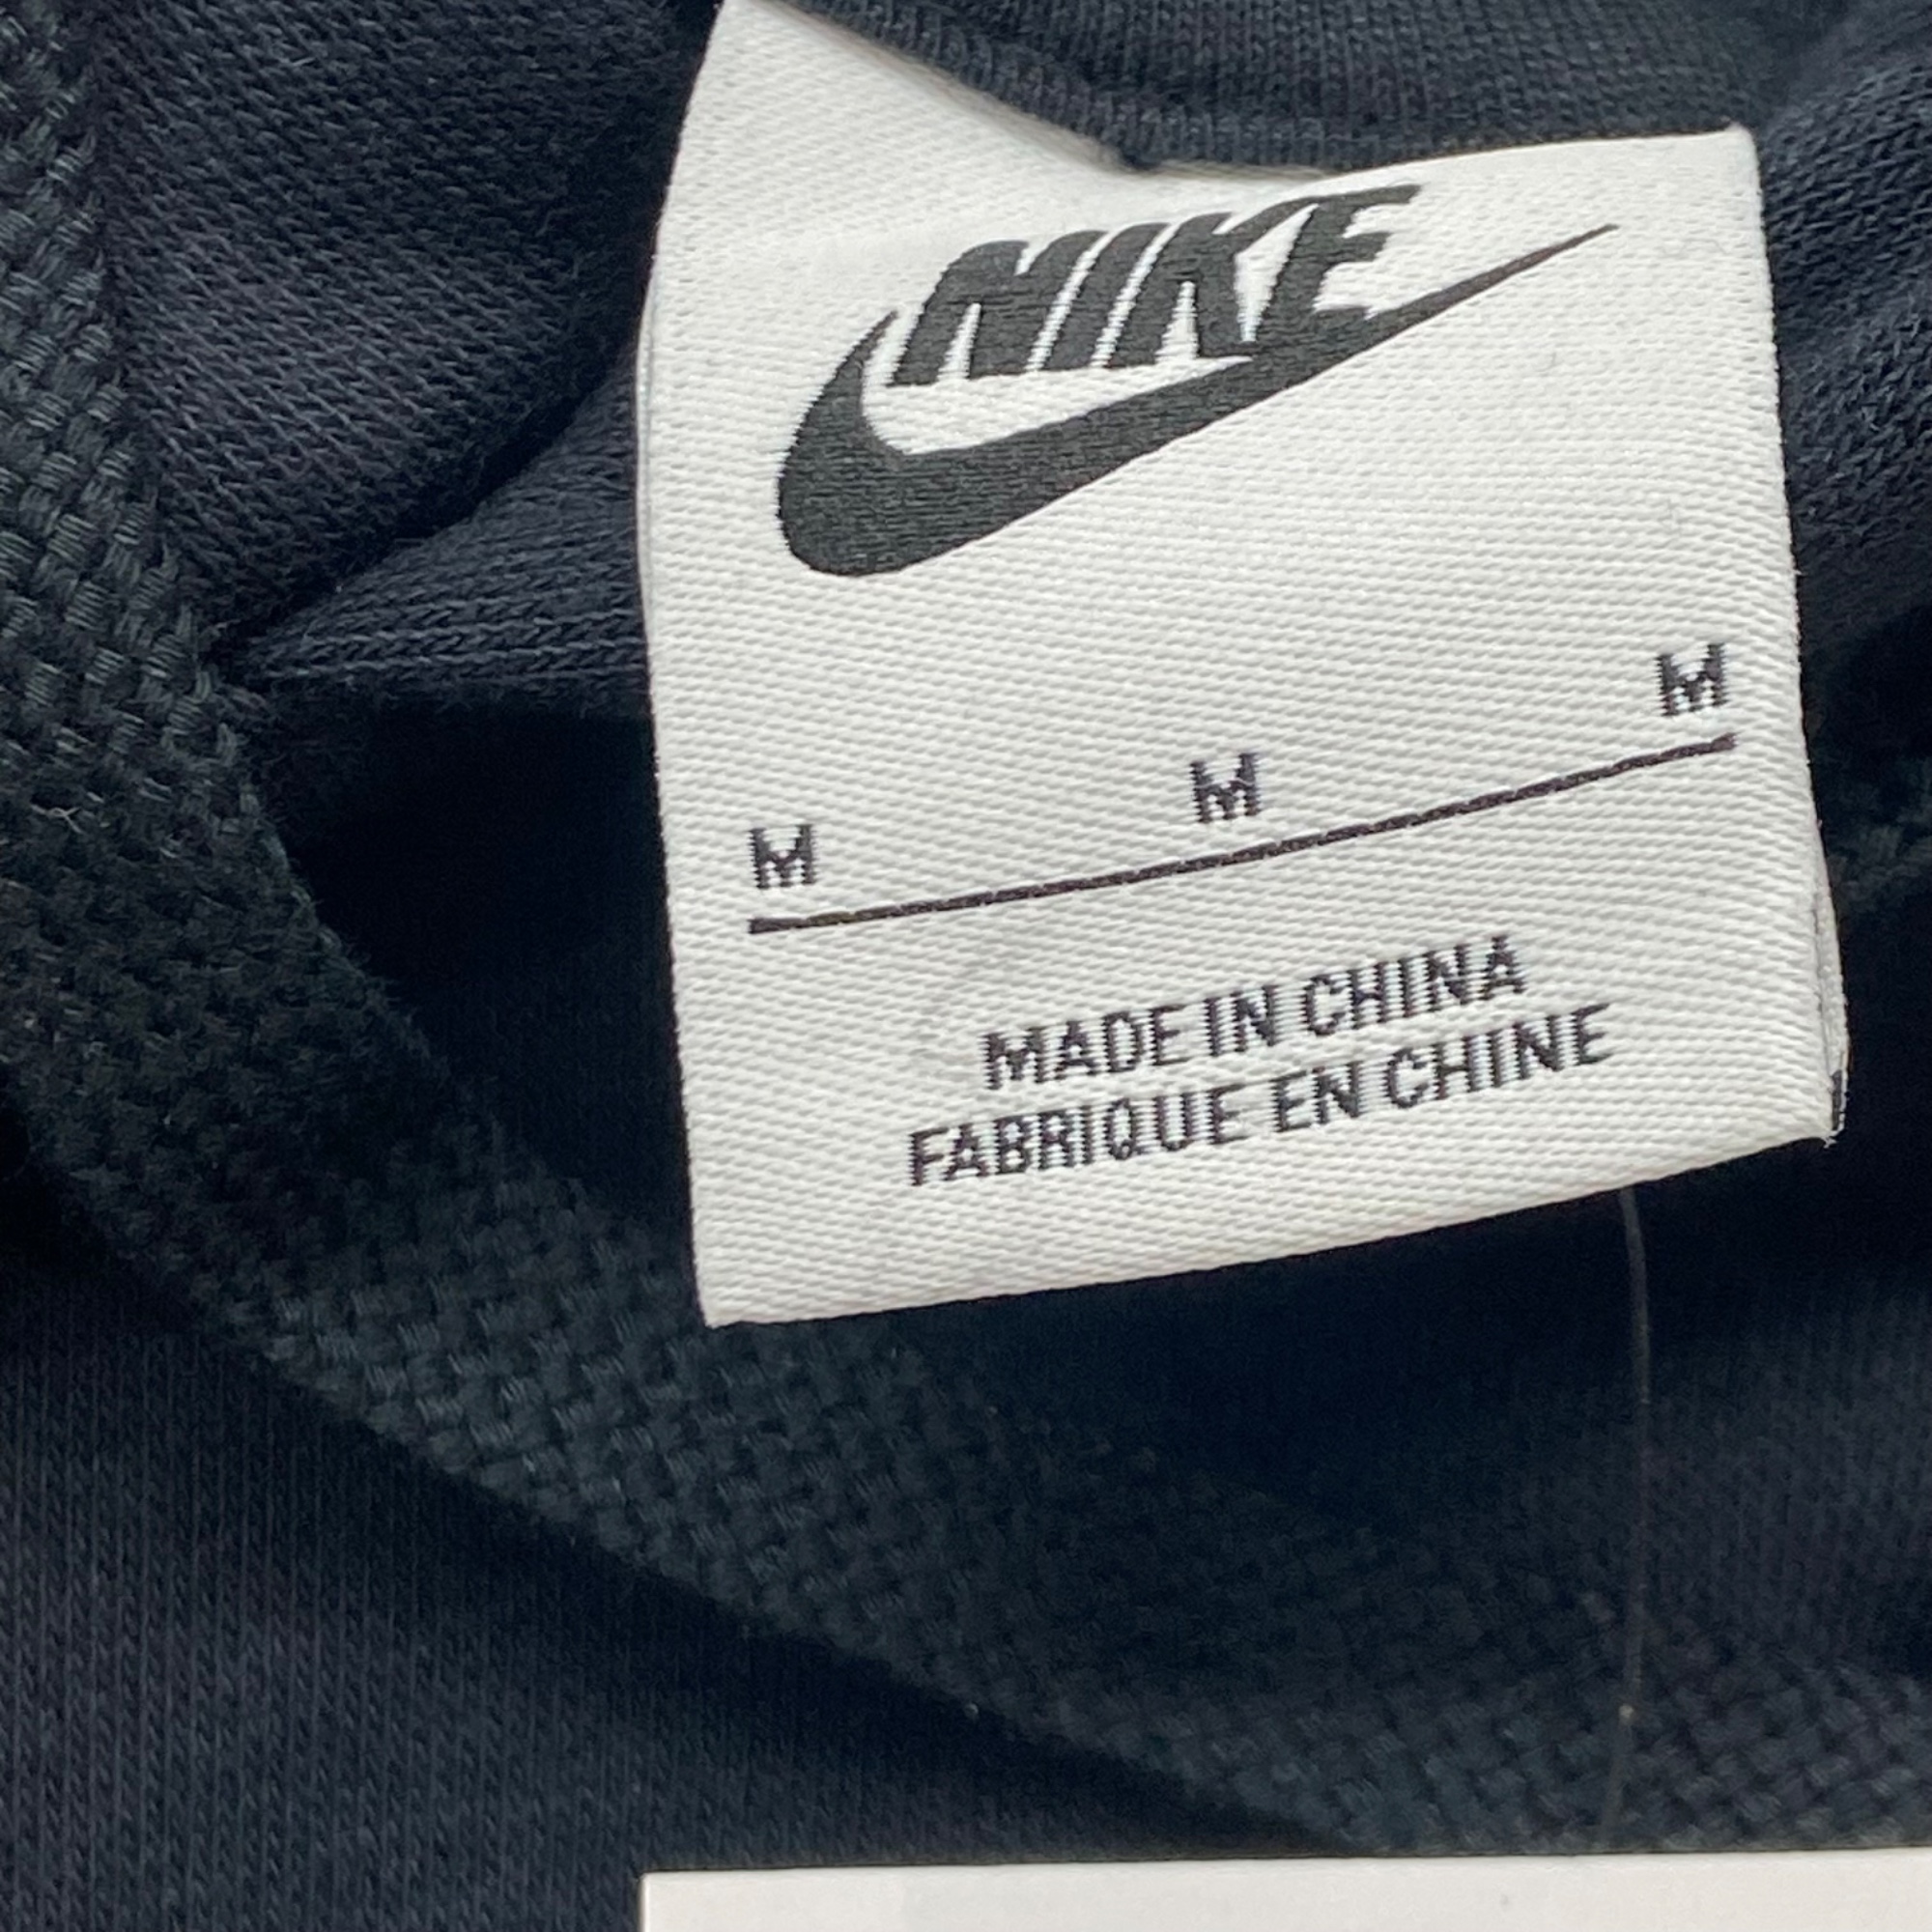 NIKE
M M M
MADE IN CHINA
FABRIQUE EN CHINE